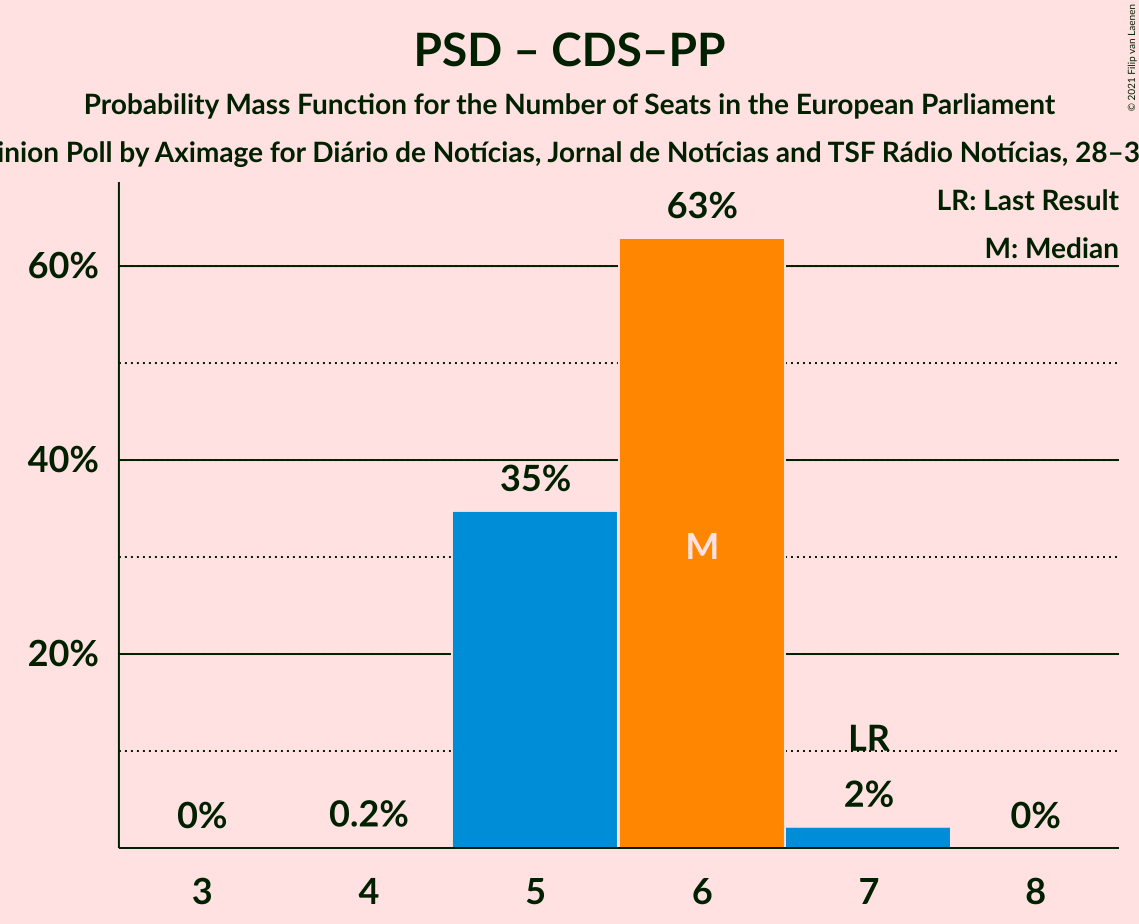 PSD – CDS–PP
Probability Mass Function for the Number of Seats in the European Parliament
inion Poll by Aximage for Diário de Notícias, Jornal de Notícias and TSF Rádio Notícias, 28–3
© 2021 Filip van Laenen
LR: Last Result
M: Median
63%
60%
40%
35%
M
20%
LR
2%
0%
0.2%
0%
3 4 5 6 7 8